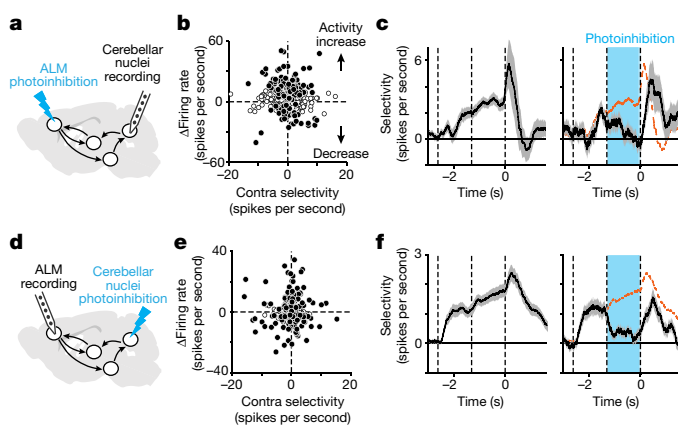 a
ALM
photoinhibition
Cerebellar
nuclei
recording
b
ΔFiring rate
(spikes per second)
60
0
−60
Activity
increase
Decrease
−20
0
20
Contra selectivity
(spikes per second)
c
Photoinhibition
Selectivity
(spikes per second)
6
0
−2
0
Time (s)
−2
0
Time (s)
d
ALM
recording
Cerebellar
nuclei
photoinhibition
e
ΔFiring rate
(spikes per second)
40
0
−40
−20
0
20
Contra selectivity
(spikes per second)
f
Selectivity
(spikes per second)
3
0
−2
0
Time (s)
−2
0
Time (s)